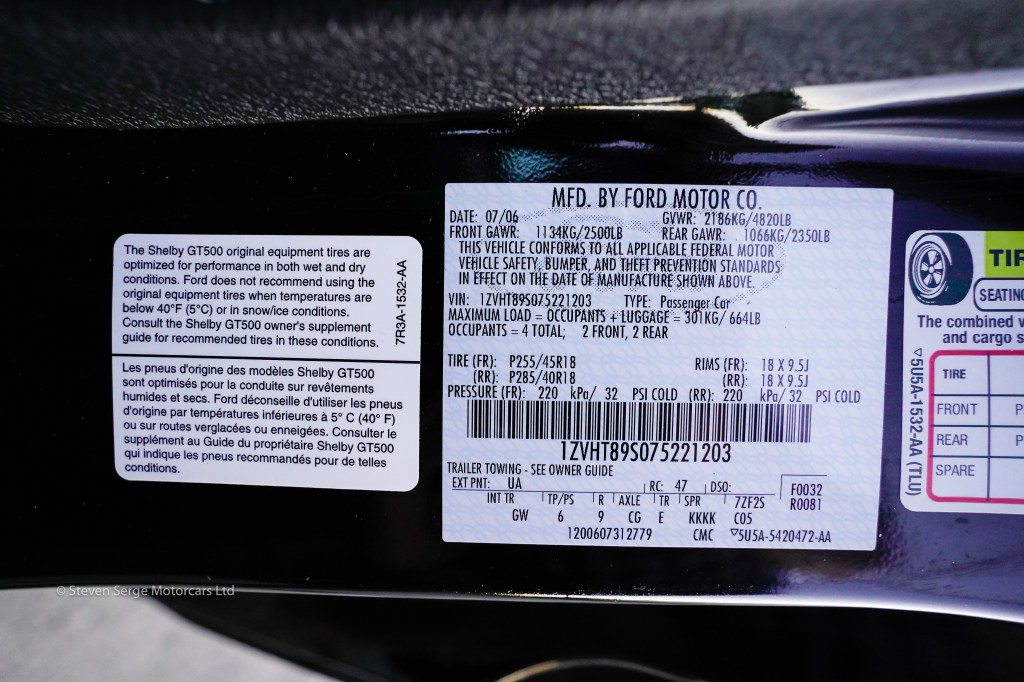 The Shelby GT500 original equipment tires are
optimized for performance in both wet and dry
conditions. Ford does not recommend using the
original equipment tires when temperatures are
below 40°F (5°C) or in snow/ice conditions.
Consult the Shelby GT500 owner's supplement
guide for recommended tires in these conditions.
7R3A-1532-AA
Les pneus d'origine des modèles Shelby GT500
sont optimisés pour la conduite sur revêtements
humides et secs. Ford déconseille d'utiliser les pneus
d'origine par températures inférieures à 5° C (40° F)
ou sur routes verglacées ou enneigées. Consulter le
supplément au Guide du propriétaire Shelby GT500
qui indique les pneus recommandés pour de telles
conditions.
MFD. BY FORD MOTOR CO.
DATE: 07/06 GVWR: 2186KG/4820LB
FRONT GAWR: 1134KG/2500LB REAR GAWR: 1066KG/2350LB
THIS VEHICLE CONFORMS TO ALL APPLICABLE FEDERAL MOTOR
VEHICLE SAFETY, BUMPER, AND THEFT PREVENTION STANDARDS
IN EFFECT ON THE DATE OF MANUFACTURE SHOWN ABOVE.
VIN: 1ZVHT89S075221203 TYPE: Passenger Car
MAXIMUM LOAD = OCCUPANTS + LUGGAGE = 301KG/ 664LB
OCCUPANTS = 4 TOTAL; 2 FRONT, 2 REAR
TIRE (FR): P255/45R18 RIMS (FR): 18 X 9.5J
(RR): P285/40R18 (RR): 18 X 9.5J
PRESSURE (FR): 220 kPa/ 32 PSI COLD (RR): 220 kPa/ 32 PSI COLD
1ZVHT89S075221203
TRAILER TOWING - SEE OWNER GUIDE
EXT PNT: UA RC: 47 DSO: F0032
INT TR TP/PS R AXLE TR SPR 7ZF2S R0081
GW 6 9 CG E KKKK C05
1200607312779 CMC ▽5U5A-5420472-AA
TIR
SEATING
The combined w
and cargo s
TIRE
FRONT P
REAR P
SPARE
▽5U5A-1532-AA (TLU)
© Steven Serge Motorcars Ltd